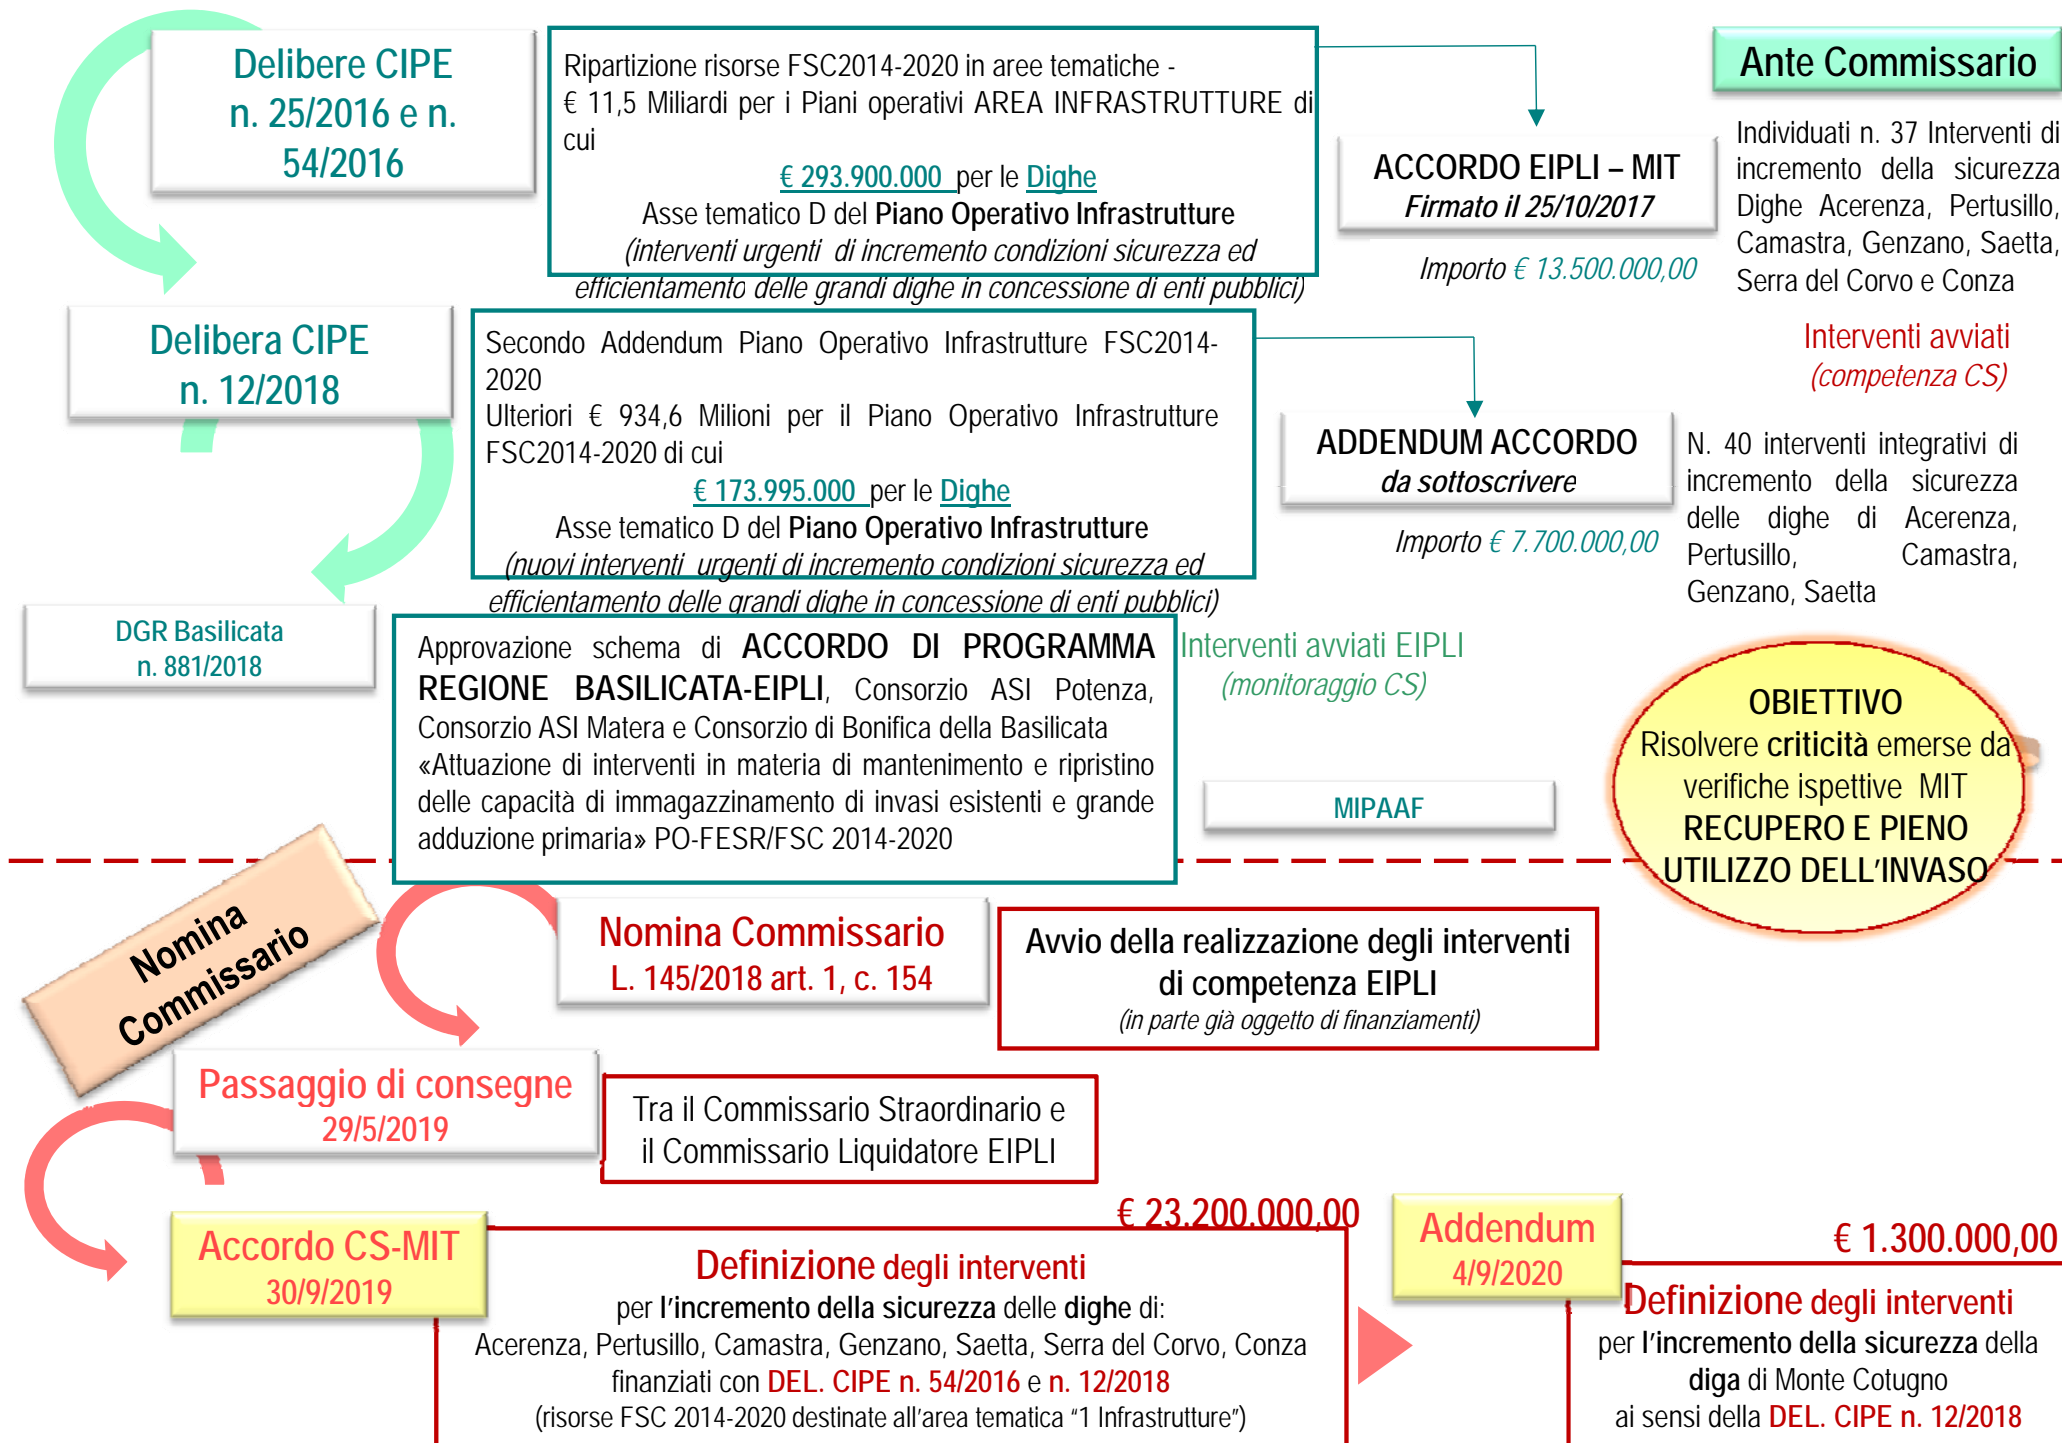 Delibere CIPE
n. 25/2016 e n.
54/2016
Ripartizione risorse FSC2014-2020 in aree tematiche -
€ 11,5 Miliardi per i Piani operativi AREA INFRASTRUTTURE di
cui
€ 293.900.000 per le Dighe
Asse tematico D del Piano Operativo Infrastrutture
(interventi urgenti di incremento condizioni sicurezza ed
efficientamento delle grandi dighe in concessione di enti pubblici)
ACCORDO EIPLI – MIT
Firmato il 25/10/2017
Importo € 13.500.000,00
Ante Commissario
Individuati n. 37 Interventi di
incremento della sicurezza
Dighe Acerenza, Pertusillo,
Camastra, Genzano, Saetta,
Serra del Corvo e Conza
Interventi avviati
(competenza CS)
Delibera CIPE
n. 12/2018
Secondo Addendum Piano Operativo Infrastrutture FSC2014-
2020
Ulteriori € 934,6 Milioni per il Piano Operativo Infrastrutture
FSC2014-2020 di cui
€ 173.995.000 per le Dighe
Asse tematico D del Piano Operativo Infrastrutture
(nuovi interventi urgenti di incremento condizioni sicurezza ed
efficientamento delle grandi dighe in concessione di enti pubblici)
ADDENDUM ACCORDO
da sottoscrivere
Importo € 7.700.000,00
N. 40 interventi integrativi di
incremento della sicurezza
delle dighe di Acerenza,
Pertusillo, Camastra,
Genzano, Saetta
DGR Basilicata
n. 881/2018
Approvazione schema di ACCORDO DI PROGRAMMA
REGIONE BASILICATA-EIPLI, Consorzio ASI Potenza,
Consorzio ASI Matera e Consorzio di Bonifica della Basilicata
«Attuazione di interventi in materia di mantenimento e ripristino
delle capacità di immagazzinamento di invasi esistenti e grande
adduzione primaria» PO-FESR/FSC 2014-2020
Interventi avviati EIPLI
(monitoraggio CS)
MIPAAF
OBIETTIVO
Risolvere criticità emerse da
verifiche ispettive MIT
RECUPERO E PIENO
UTILIZZO DELL'INVASO
Nomina
Commissario
Nomina Commissario
L. 145/2018 art. 1, c. 154
Avvio della realizzazione degli interventi
di competenza EIPLI
(in parte già oggetto di finanziamenti)
Passaggio di consegne
29/5/2019
Tra il Commissario Straordinario e
il Commissario Liquidatore EIPLI
Accordo CS-MIT
30/9/2019
€ 23.200.000,00
Definizione degli interventi
per l'incremento della sicurezza delle dighe di:
Acerenza, Pertusillo, Camastra, Genzano, Saetta, Serra del Corvo, Conza
finanziati con DEL. CIPE n. 54/2016 e n. 12/2018
(risorse FSC 2014-2020 destinate all'area tematica "1 Infrastrutture")
Addendum
4/9/2020
€ 1.300.000,00
Definizione degli interventi
per l'incremento della sicurezza della
diga di Monte Cotugno
ai sensi della DEL. CIPE n. 12/2018